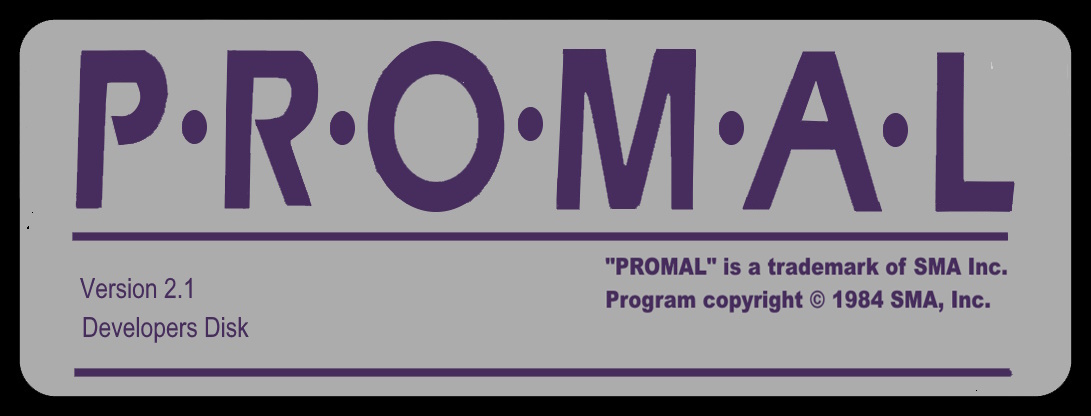 P·R·O·M·A·L
Version 2.1
Developers Disk
"PROMAL" is a trademark of SMA Inc.
Program copyright © 1984 SMA, Inc.